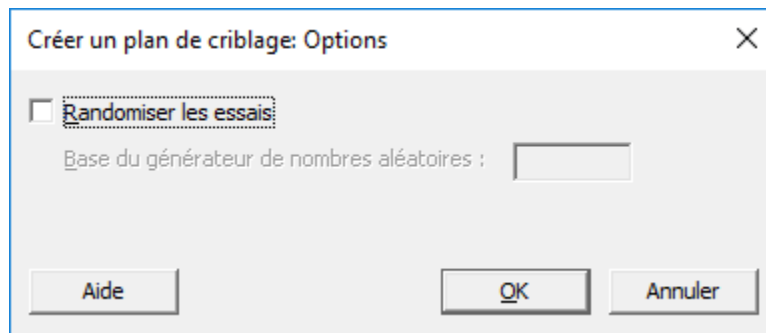 Créer un plan de criblage: Options
Randomiser les essais
Base du générateur de nombres aléatoires :
Aide
OK
Annuler